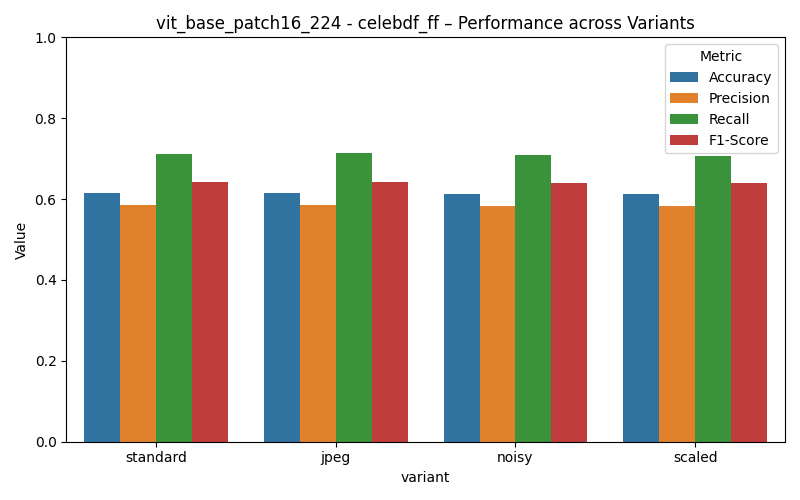 vit_base_patch16_224 - celebdf_ff – Performance across Variants
Metric
Accuracy
Precision
Recall
F1-Score
Value
1.0
0.8
0.6
0.4
0.2
0.0
standard jpeg noisy scaled
variant